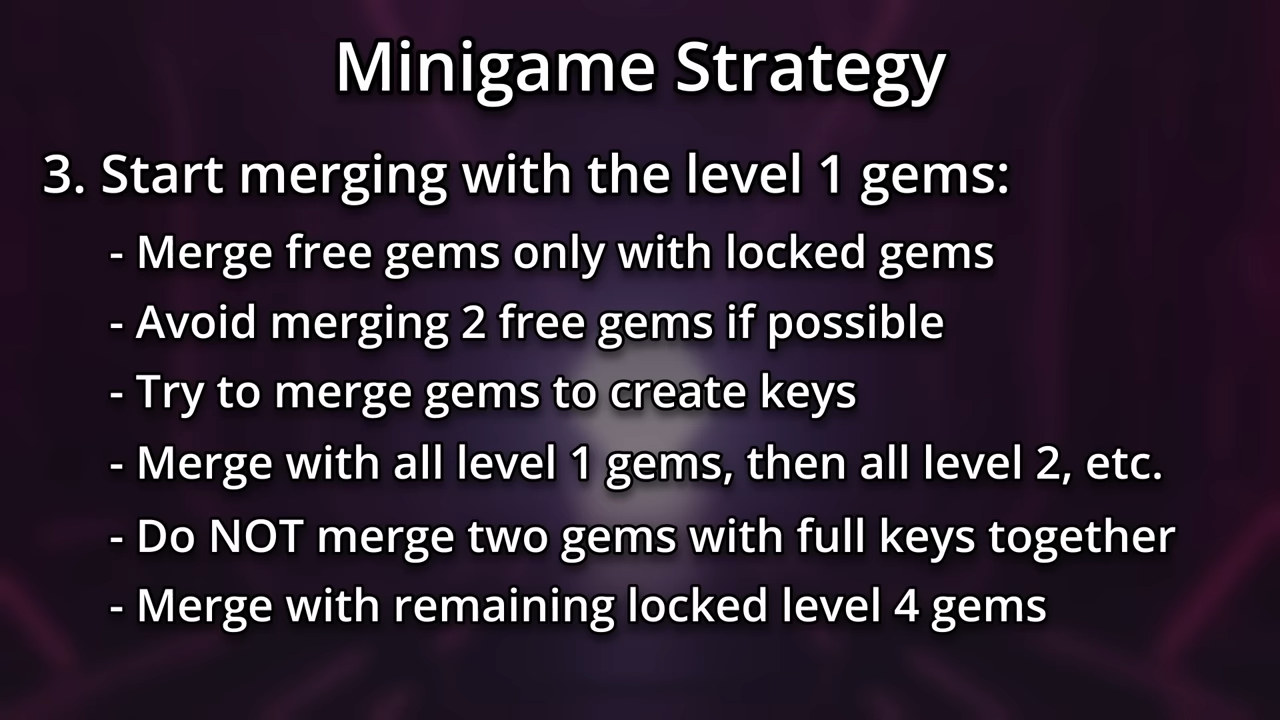 Minigame Strategy
3. Start merging with the level 1 gems:
- Merge free gems only with locked gems
- Avoid merging 2 free gems if possible
- Try to merge gems to create keys
- Merge with all level 1 gems, then all level 2, etc.
- Do NOT merge two gems with full keys together
- Merge with remaining locked level 4 gems